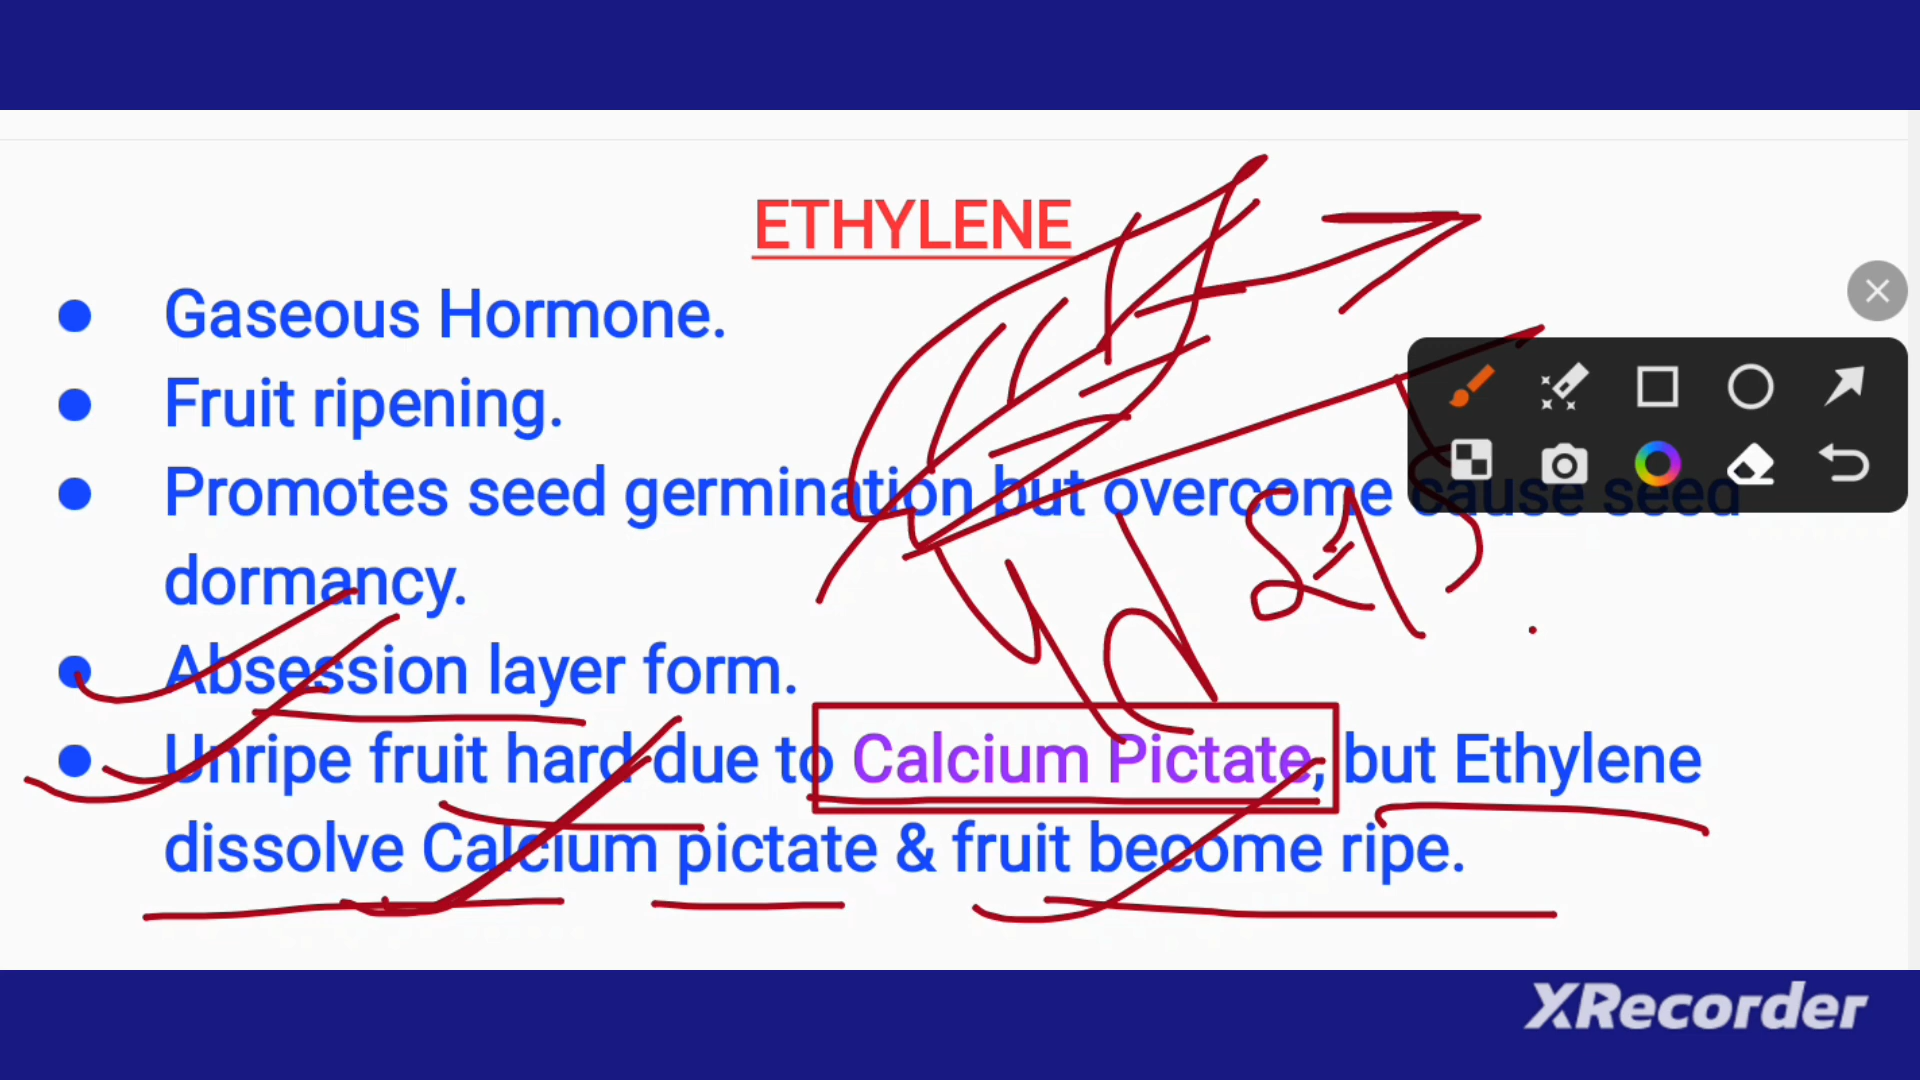 ETHYLENE
Gaseous Hormone.
Fruit ripening.
Promotes seed germination but overcome cause seed
dormancy.
Absession layer form.
Unripe fruit hard due to Calcium Pictate, but Ethylene
dissolve Calcium pictate & fruit become ripe.
XRecorder